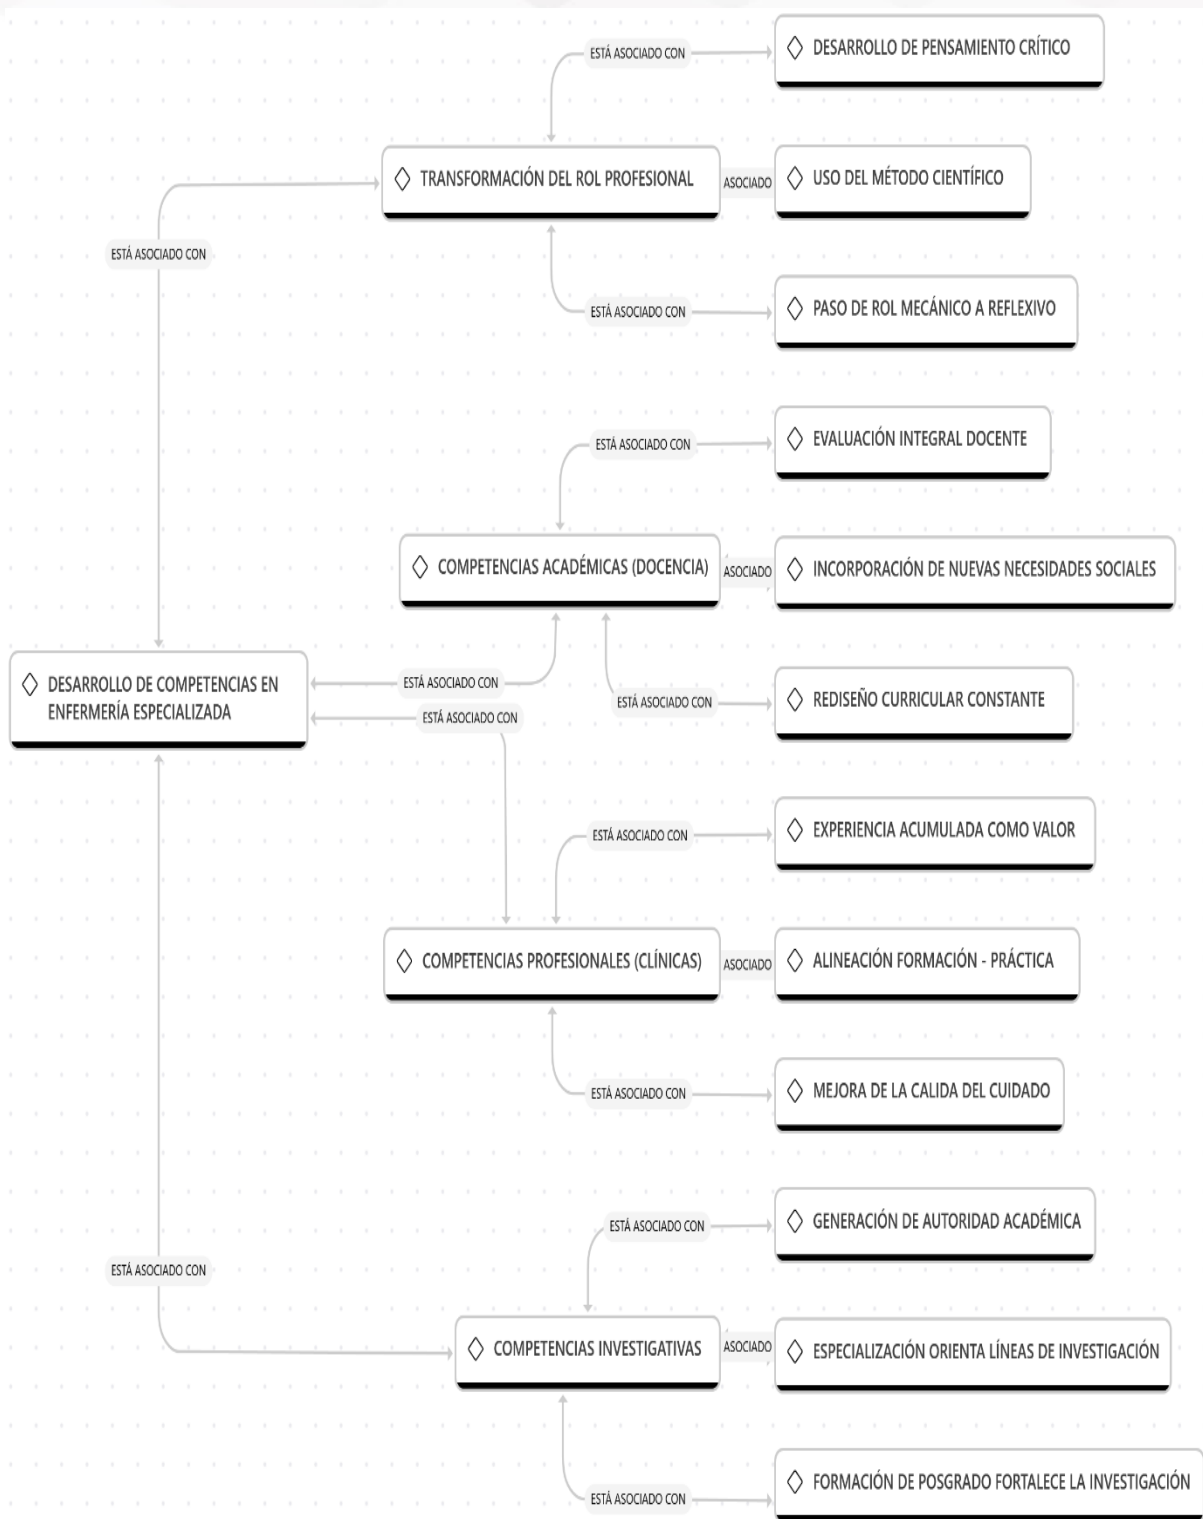 ESTÁ ASOCIADO CON
DESARROLLO DE PENSAMIENTO CRÍTICO
TRANSFORMACIÓN DEL ROL PROFESIONAL
ASOCIADO
USO DEL MÉTODO CIENTÍFICO
ESTÁ ASOCIADO CON
ESTÁ ASOCIADO CON
PASO DE ROL MECÁNICO A REFLEXIVO
ESTÁ ASOCIADO CON
EVALUACIÓN INTEGRAL DOCENTE
COMPETENCIAS ACADÉMICAS (DOCENCIA)
ASOCIADO
INCORPORACIÓN DE NUEVAS NECESIDADES SOCIALES
DESARROLLO DE COMPETENCIAS EN
ENFERMERÍA ESPECIALIZADA
ESTÁ ASOCIADO CON
ESTÁ ASOCIADO CON
ESTÁ ASOCIADO CON
REDISEÑO CURRICULAR CONSTANTE
ESTÁ ASOCIADO CON
EXPERIENCIA ACUMULADA COMO VALOR
COMPETENCIAS PROFESIONALES (CLÍNICAS)
ASOCIADO
ALINEACIÓN FORMACIÓN - PRÁCTICA
ESTÁ ASOCIADO CON
MEJORA DE LA CALIDA DEL CUIDADO
ESTÁ ASOCIADO CON
GENERACIÓN DE AUTORIDAD ACADÉMICA
ESTÁ ASOCIADO CON
COMPETENCIAS INVESTIGATIVAS
ASOCIADO
ESPECIALIZACIÓN ORIENTA LÍNEAS DE INVESTIGACIÓN
ESTÁ ASOCIADO CON
FORMACIÓN DE POSGRADO FORTALECE LA INVESTIGACIÓN